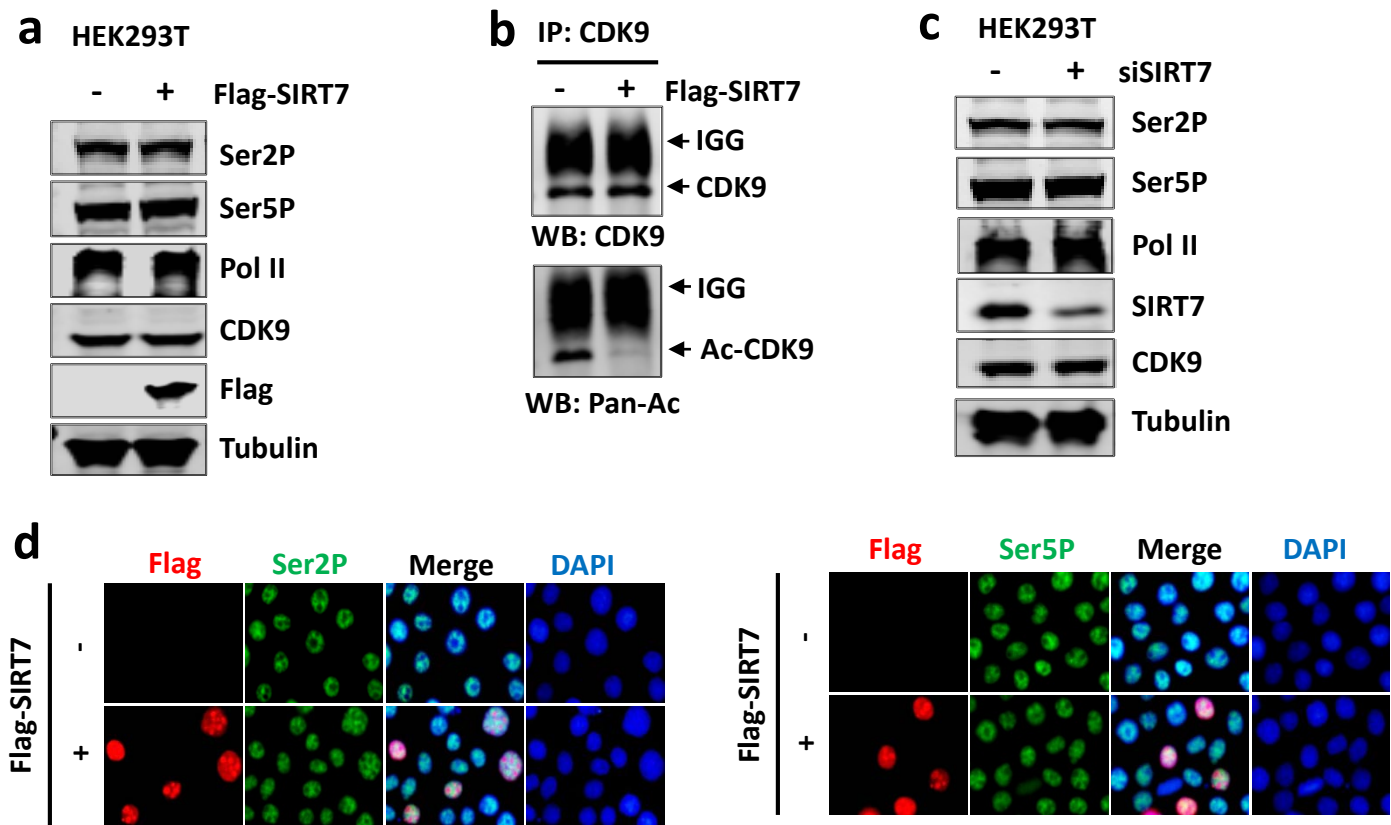 a HEK293T
- + Flag-SIRT7
Ser2P
Ser5P
Pol II
CDK9
Flag
Tubulin
b IP: CDK9
- + Flag-SIRT7
IGG
CDK9
WB: CDK9
IGG
Ac-CDK9
WB: Pan-Ac
c HEK293T
- + siSIRT7
Ser2P
Ser5P
Pol II
SIRT7
CDK9
Tubulin
d
Flag Ser2P Merge DAPI
Flag-SIRT7
-
+
Flag Ser5P Merge DAPI
Flag-SIRT7
-
+